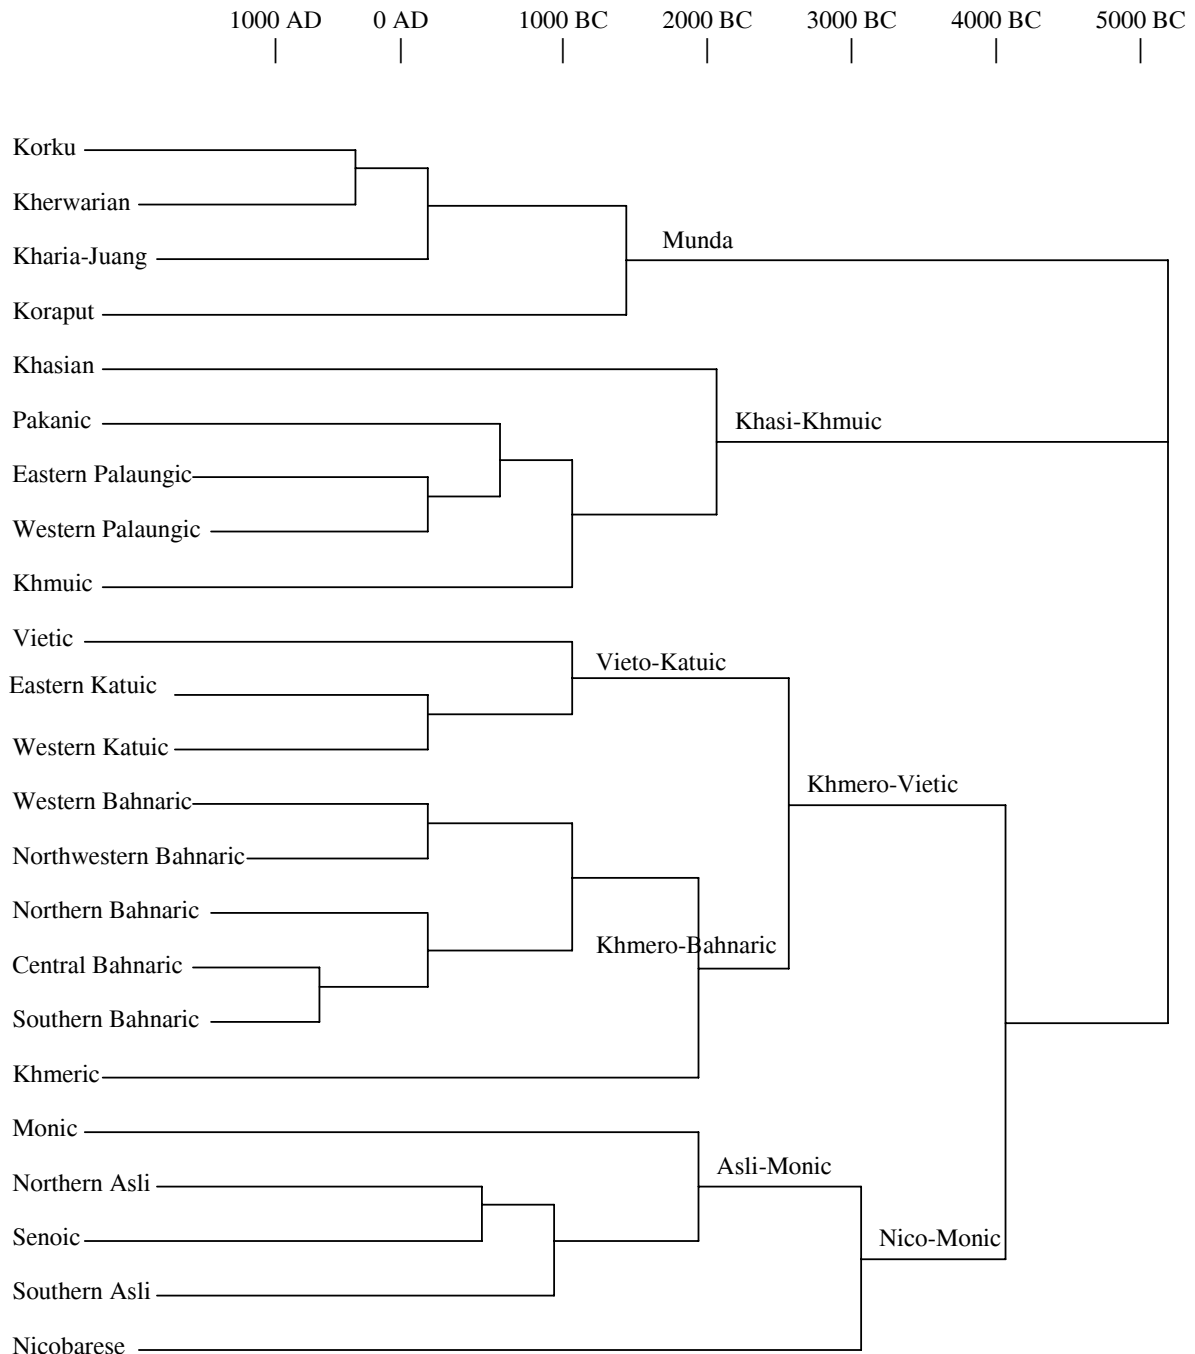 1000 AD 0 AD 1000 BC 2000 BC 3000 BC 4000 BC 5000 BC
Korku
Kherwarian
Munda
Kharia-Juang
Koraput
Khasian
Pakanic
Khasi-Khmuic
Eastern Palaungic
Western Palaungic
Khmuic
Vietic
Vieto-Katuic
Eastern Katuic
Western Katuic
Khmero-Vietic
Western Bahnaric
Northwestern Bahnaric
Northern Bahnaric
Khmero-Bahnaric
Central Bahnaric
Southern Bahnaric
Khmeric
Monic
Asli-Monic
Northern Asli
Senoic
Nico-Monic
Southern Asli
Nicobarese